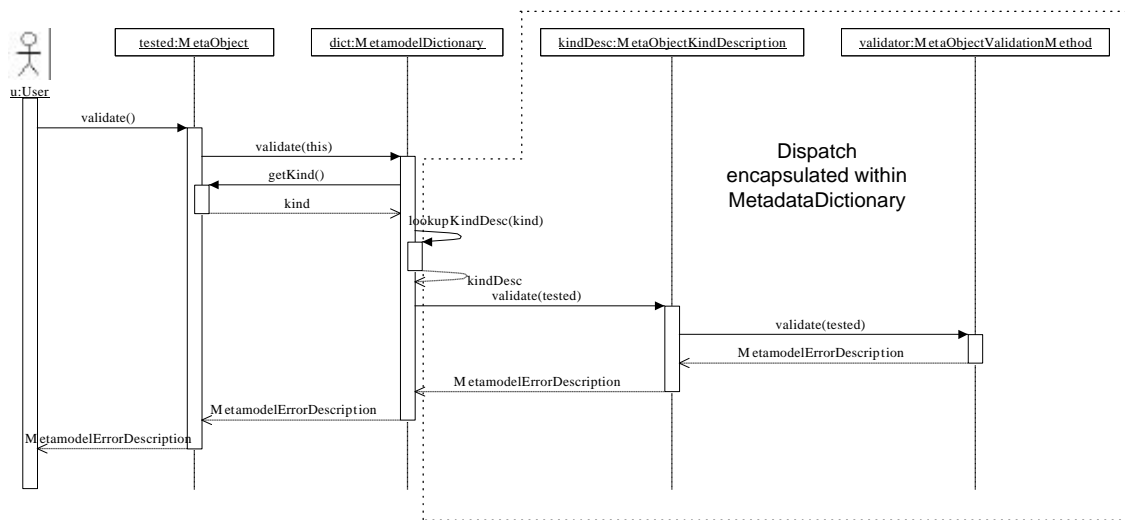 tested:MetaObject
dict:MetamodelDictionary
kindDesc:MetaObjectKindDescription
validator:MetaObjectValidationMethod
u:User
validate()
validate(this)
Dispatch
encapsulated within
MetadataDictionary
getKind()
kind
lookupKindDesc(kind)
kindDesc
validate(tested)
validate(tested)
MetamodelErrorDescription
MetamodelErrorDescription
MetamodelErrorDescription
MetamodelErrorDescription